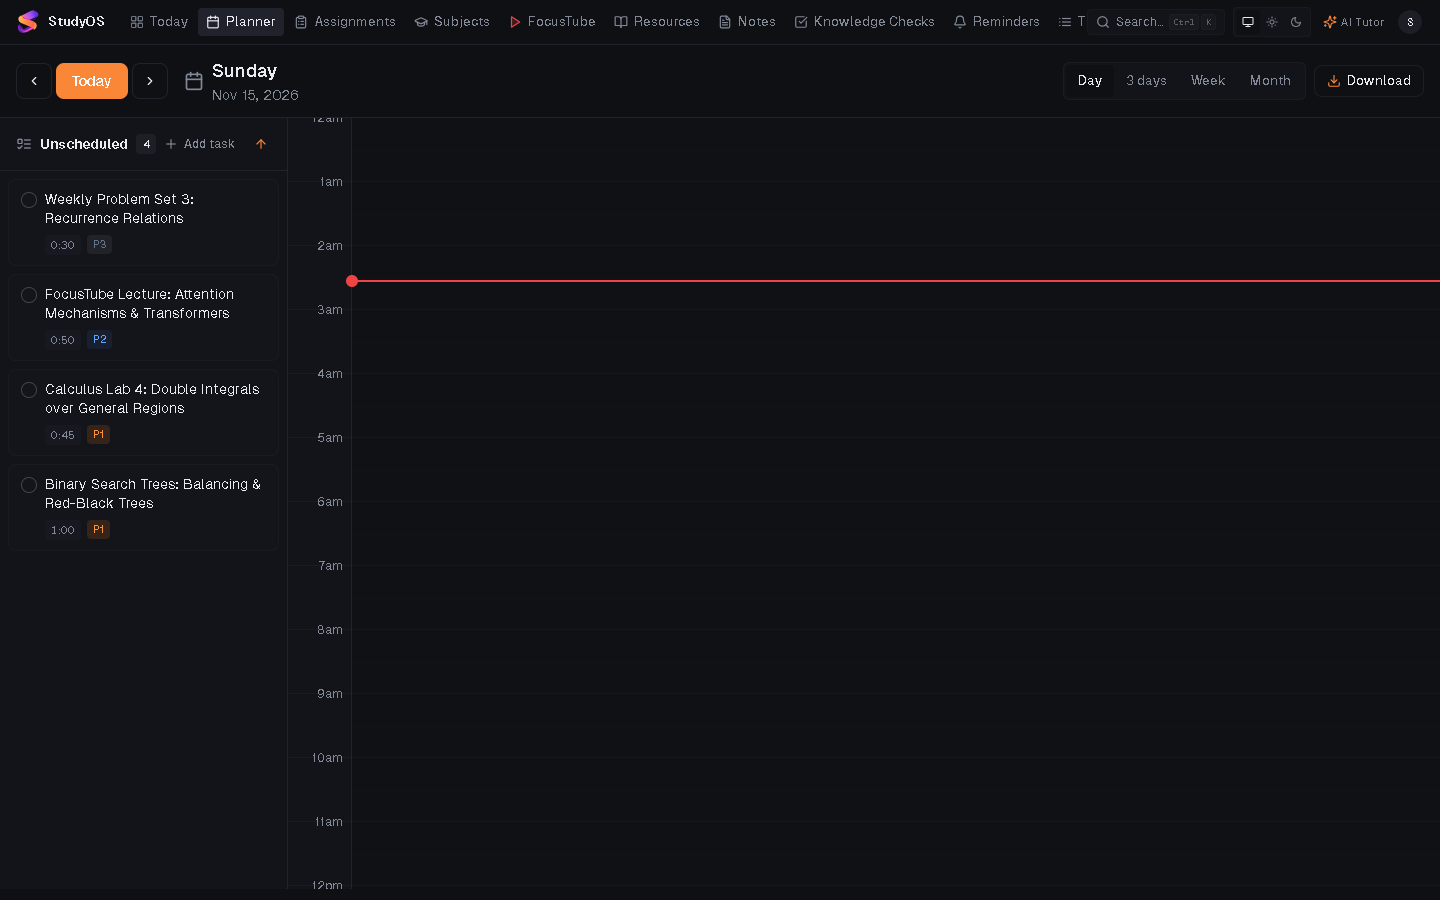 StudyOS Today Planner Assignments Subjects FocusTube Resources Notes Knowledge Checks Reminders T Search... Ctrl K AI Tutor S
Today
Sunday
Nov 15, 2026
Day 3 days Week Month Download
Unscheduled 4 Add task
Weekly Problem Set 3:
Recurrence Relations
0:30 P3
FocusTube Lecture: Attention
Mechanisms & Transformers
0:50 P2
Calculus Lab 4: Double Integrals
over General Regions
0:45 P1
Binary Search Trees: Balancing &
Red-Black Trees
1:00 P1
12am
1am
2am
3am
4am
5am
6am
7am
8am
9am
10am
11am
12pm